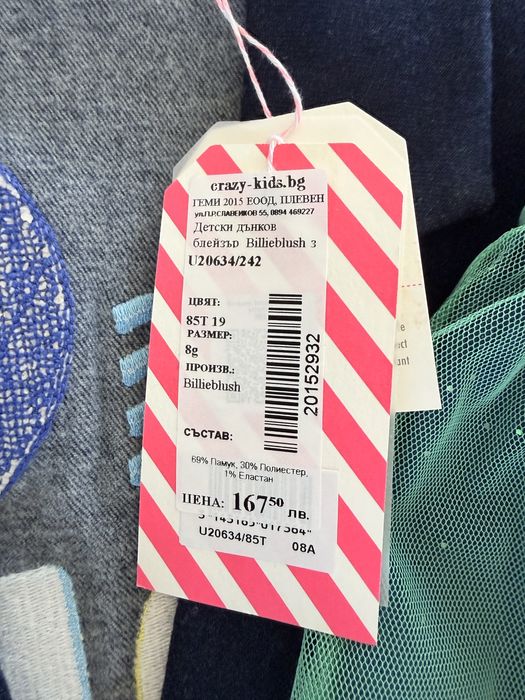 crazy-kids.bg
ГЕМИ 2015 ЕООД, ПЛЕВЕН
ул.П.Р.СЛАВЕЙКОВ 55, 0894 469227
Детски дънков
блейзър Billieblush з
U20634/242
ЦВЯТ:
85T 19
РАЗМЕР:
8g
ПРОИЗВ.:
Billieblush
20152932
СЪСТАВ:
69% Памук, 30% Полиестер,
1% Еластан
ЦЕНА: 167⁵⁰ лв.
U20634/85T 08A